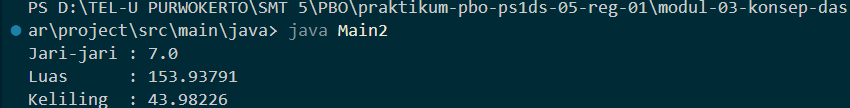 PS D:\TEL-U PURWOKERTO\SMT 5\PBO\praktikum-pbo-ps1ds-05-reg-01\modul-03-konsep-das
ar\project\src\main\java> java Main2
Jari-jari : 7.0
Luas      : 153.93791
Keliling  : 43.98226